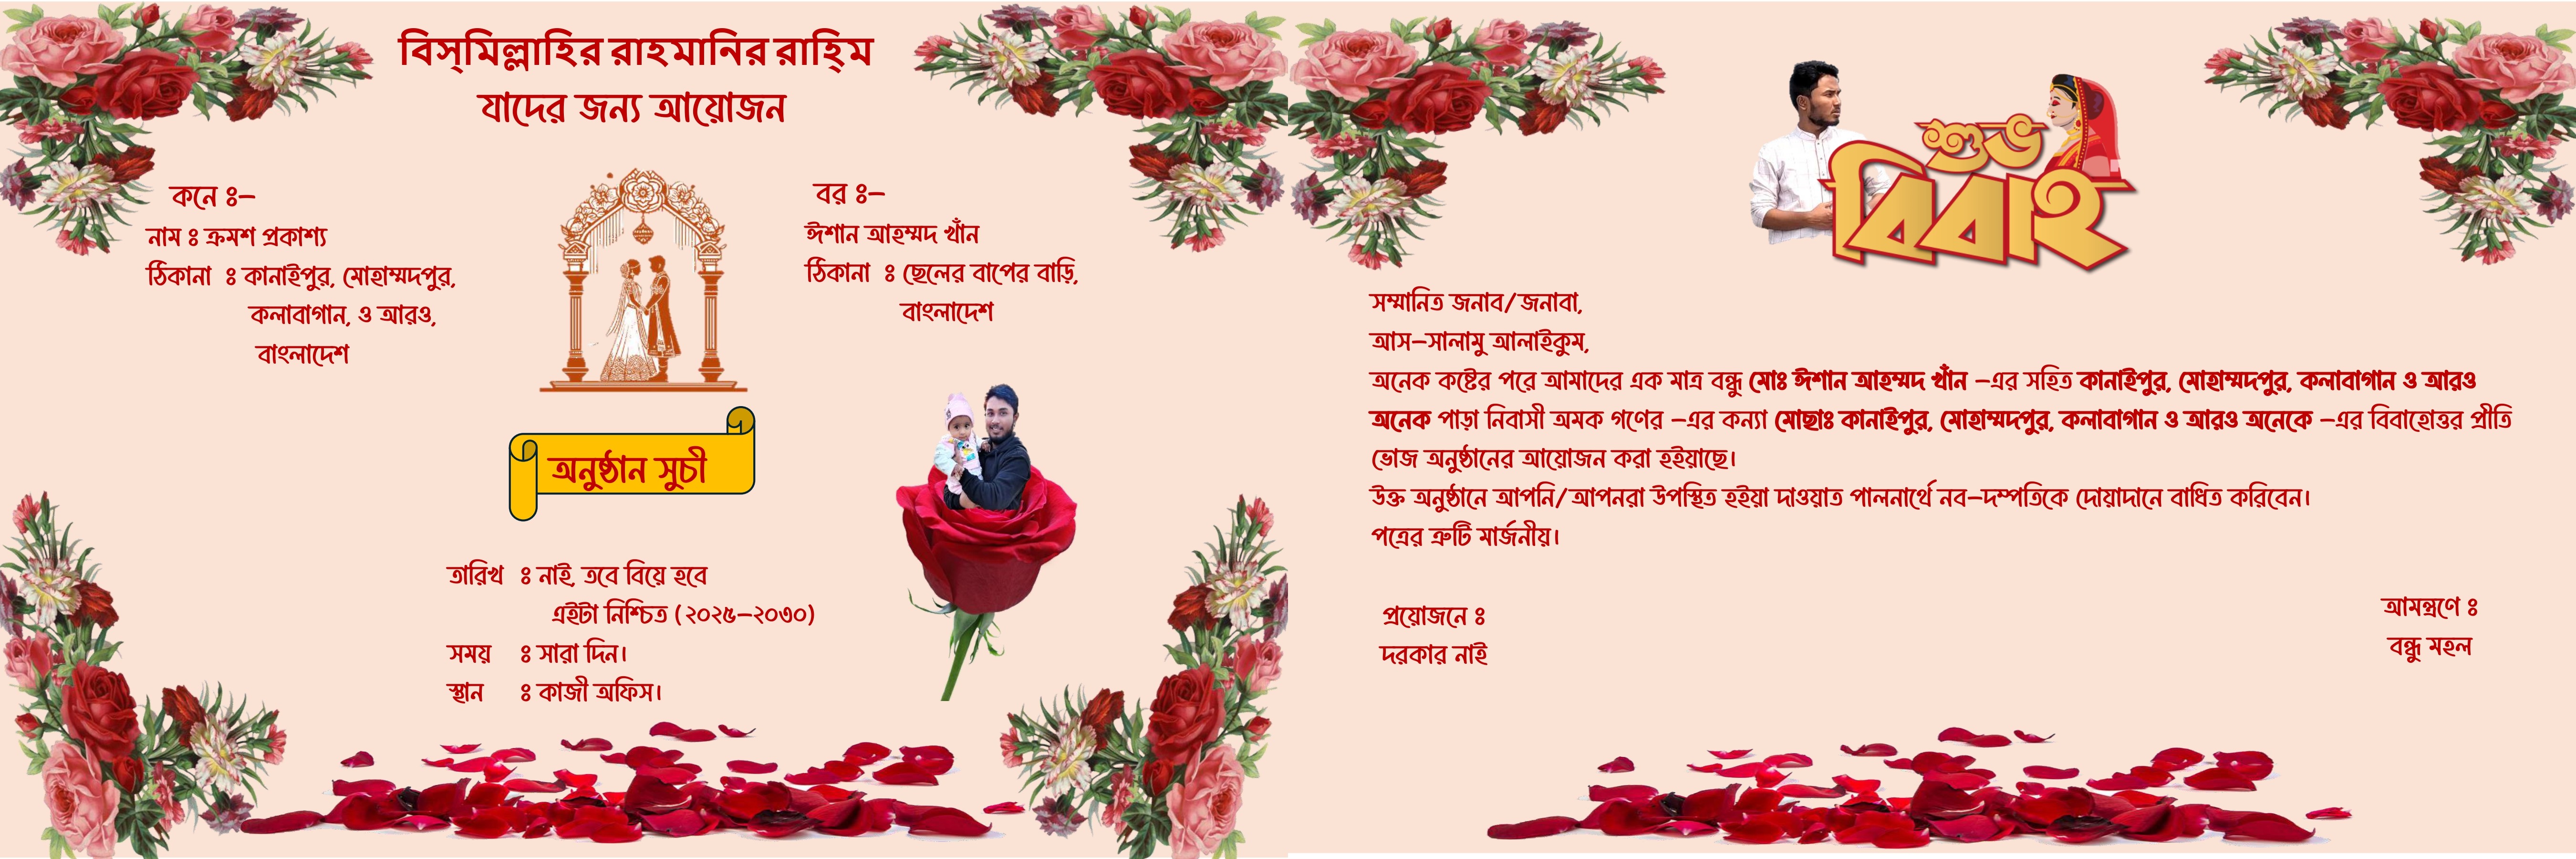 বিস্‌মিল্লাহির রাহমানির রাহি্ম
যাদের জন্য আয়োজন
কনে ঃ-
নাম ঃ ক্রমশ প্রকাশ্য
ঠিকানা ঃ কানাইপুর, মোহাম্মদপুর,
কলাবাগান, ও আরও,
বাংলাদেশ
বর ঃ-
ঈশান আহম্মদ খাঁন
ঠিকানা ঃ ছেলের বাপের বাড়ি,
বাংলাদেশ
অনুষ্ঠান সুচী
তারিখ ঃ নাই, তবে বিয়ে হবে
এইটা নিশ্চিত (২০২৫-২০৩০)
সময় ঃ সারা দিন।
স্থান ঃ কাজী অফিস।
শুভ
বিবাহ
সম্মানিত জনাব/জনাবা,
আস-সালামু আলাইকুম,
অনেক কষ্টের পরে আমাদের এক মাত্র বন্ধু মোঃ ঈশান আহম্মদ খাঁন -এর সহিত কানাইপুর, মোহাম্মদপুর, কলাবাগান ও আরও
অনেক পাড়া নিবাসী অমক গণের -এর কন্যা মোছাঃ কানাইপুর, মোহাম্মদপুর, কলাবাগান ও আরও অনেকে -এর বিবাহোত্তর প্রীতি
ভোজ অনুষ্ঠানের আয়োজন করা হইয়াছে।
উক্ত অনুষ্ঠানে আপনি/আপনরা উপস্থিত হইয়া দাওয়াত পালনার্থে নব-দম্পতিকে দোয়াদানে বাধিত করিবেন।
পত্রের ত্রুটি মার্জনীয়।
প্রয়োজনে ঃ
দরকার নাই
আমন্ত্রণে ঃ
বন্ধু মহল